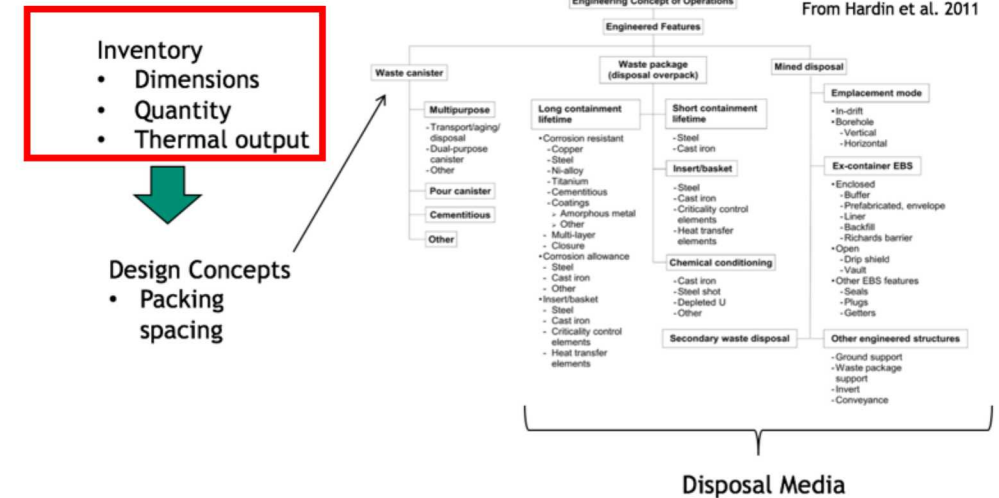 Engineering Concept of Operations
From Hardin et al. 2011
Engineered Features
Inventory
• Dimensions
• Quantity
• Thermal output
Design Concepts
• Packing
spacing
Waste canister
Multipurpose
-Transport/aging/
disposal
-Dual-purpose
canister
-Other
Pour canister
Cementitious
Other
Waste package
(disposal overpack)
Long containment
lifetime
•Corrosion resistant
-Copper
-Steel
-Ni-alloy
-Titanium
-Cementitious
-Coatings
> Amorphous metal
> Other
- Multi-layer
- Closure
•Corrosion allowance
- Steel
- Cast iron
- Other
•Insert/basket
- Steel
- Cast iron
- Criticality control
elements
- Heat transfer
elements
Short containment
lifetime
-Steel
-Cast iron
Insert/basket
-Steel
-Cast iron
-Criticality control
elements
-Heat transfer
elements
Chemical conditioning
-Cast iron
-Steel shot
-Depleted U
-Other
Secondary waste disposal
Mined disposal
Emplacement mode
•In-drift
•Borehole
-Vertical
-Horizontal
Ex-container EBS
•Enclosed
-Buffer
-Prefabricated, envelope
-Liner
-Backfill
-Richards barrier
•Open
-Drip shield
-Vault
•Other EBS features
-Seals
-Plugs
-Getters
Other engineered structures
-Ground support
-Waste package
support
-Invert
-Conveyance
Disposal Media